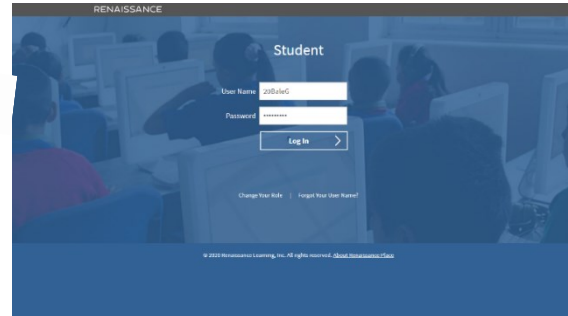 RENAISSANCE
Student
User Name 20BaleG
Password *********
Log In
Change Your Role | Forgot Your User Name?
© 2020 Renaissance Learning, Inc. All rights reserved. About Renaissance Place